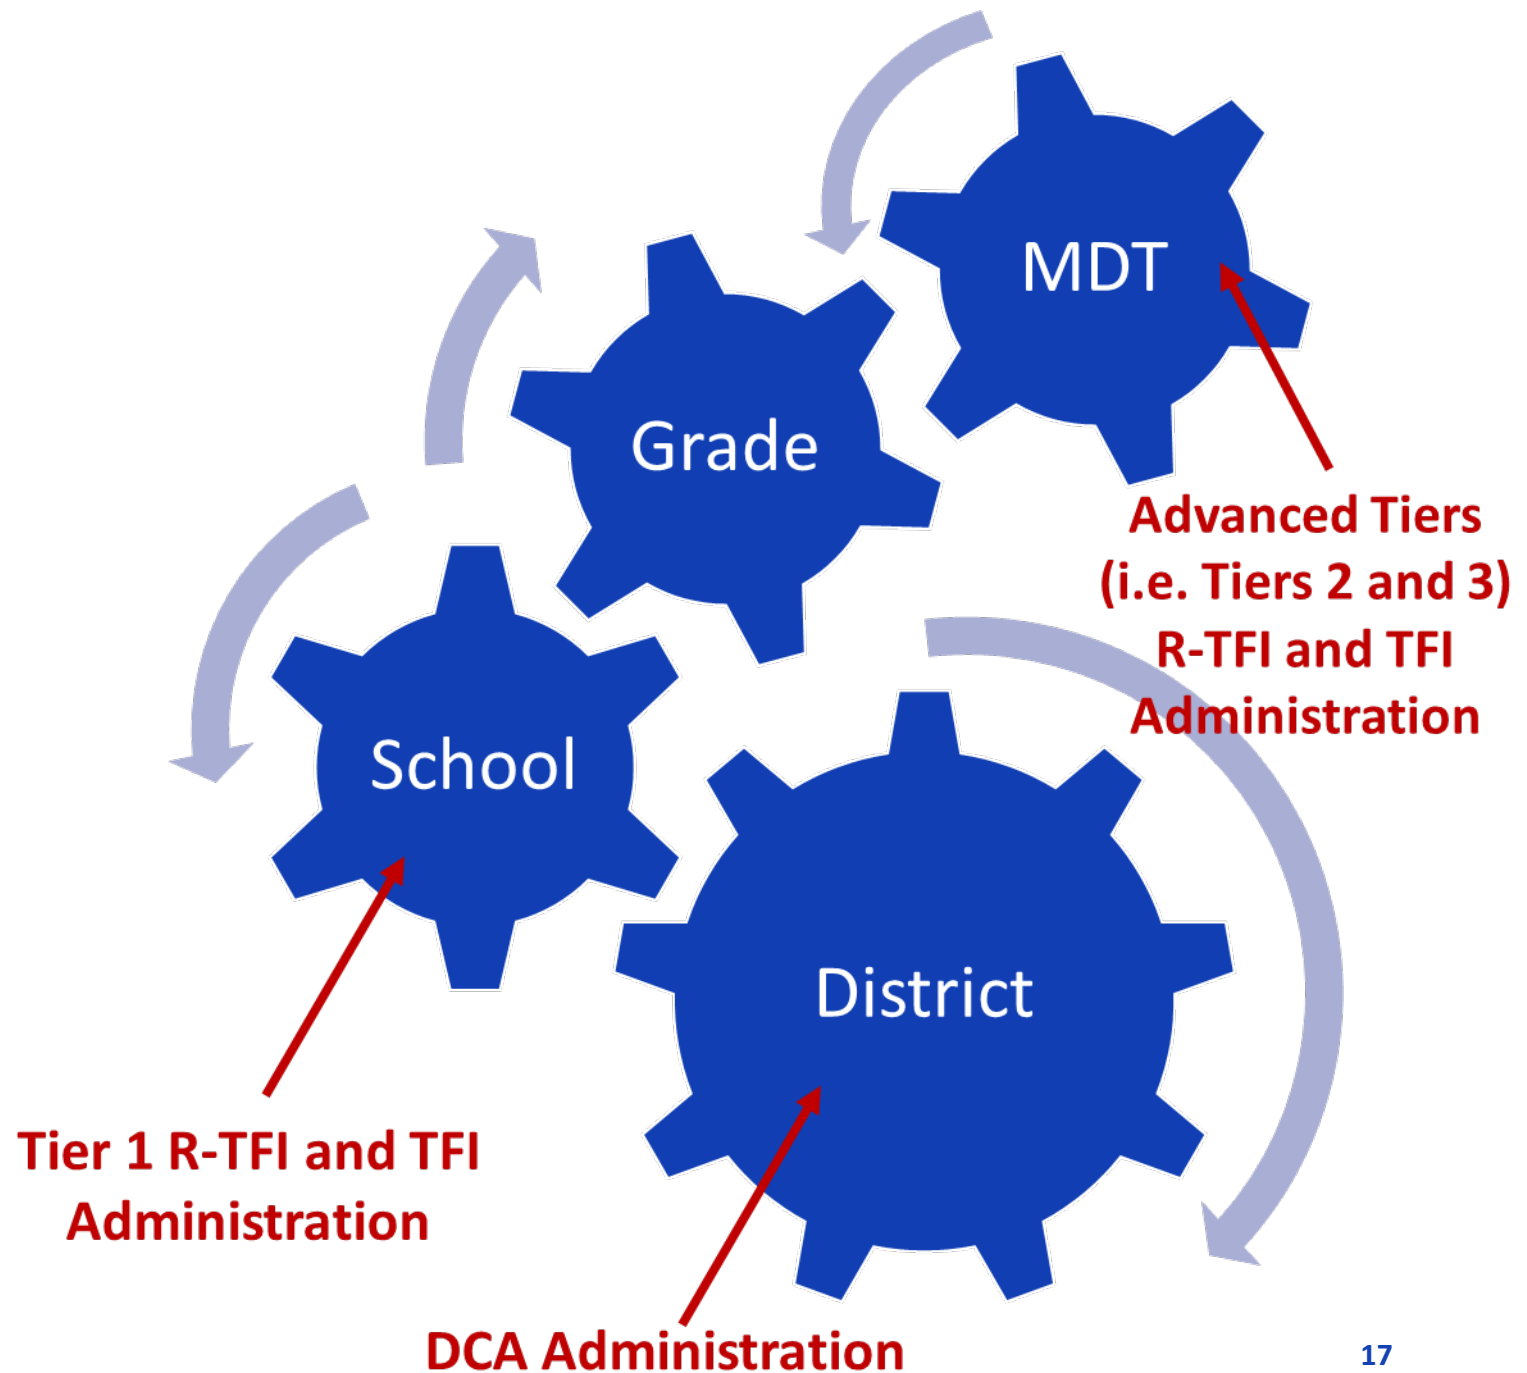 MDT
Grade
Advanced Tiers
(i.e. Tiers 2 and 3)
R-TFI and TFI
Administration
School
District
Tier 1 R-TFI and TFI
Administration
DCA Administration
17